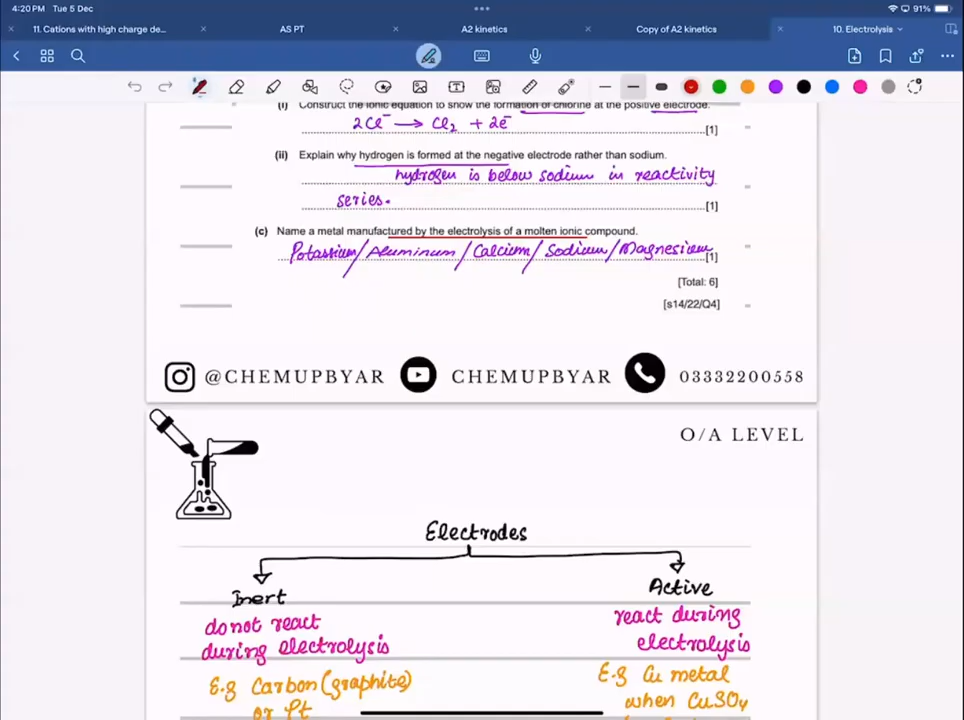 4:20 PM Tue 5 Dec
91%
11. Cations with high charge de...
AS PT
A2 kinetics
Copy of A2 kinetics
10. Electrolysis
(i) Construct the ionic equation to show the formation of chlorine at the positive electrode.
2Cl⁻ → Cl₂ + 2e⁻
[1]
(ii) Explain why hydrogen is formed at the negative electrode rather than sodium.
hydrogen is below sodium in reactivity
series.
[1]
(c) Name a metal manufactured by the electrolysis of a molten ionic compound.
Potassium/Aluminum/Calcium/Sodium/Magnesium [1]
[Total: 6]
[s14/22/Q4]
@CHEMUPBYAR CHEMUPBYAR 03332200558
O/A LEVEL
Electrodes
Inert
Active
do not react
during electrolysis
react during
electrolysis
E.g Carbon(graphite)
or Pt
E.g Cu metal
when CuSO₄